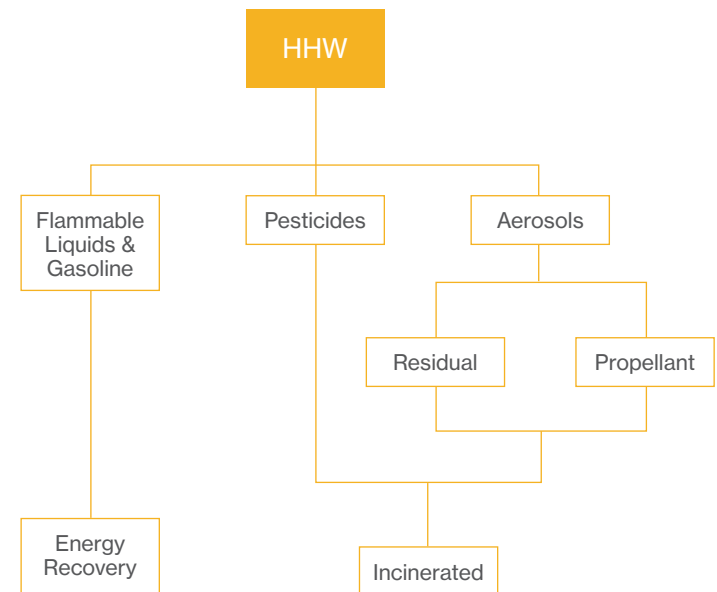 HHW
Flammable
Liquids &
Gasoline
Pesticides
Aerosols
Residual
Propellant
Energy
Recovery
Incinerated